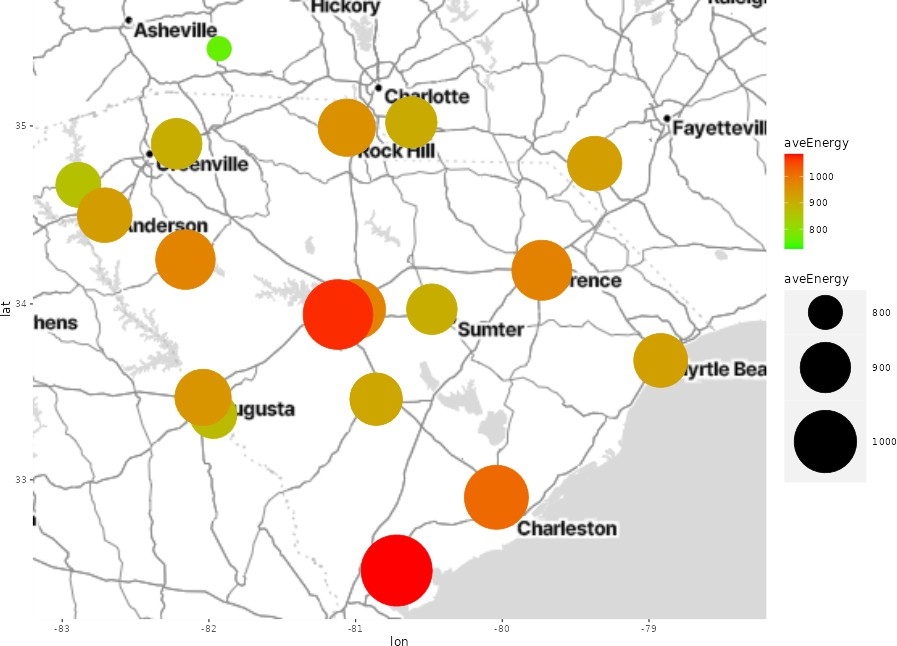 Hickory
Asheville
Charlotte
Rock Hill
Fayettevill
Greenville
Anderson
rence
hens
Sumter
yrtle Bea
ugusta
Charleston
35
34
33
lat
-83
-82
-81
-80
-79
lon
aveEnergy
1000
900
800
aveEnergy
800
900
1000